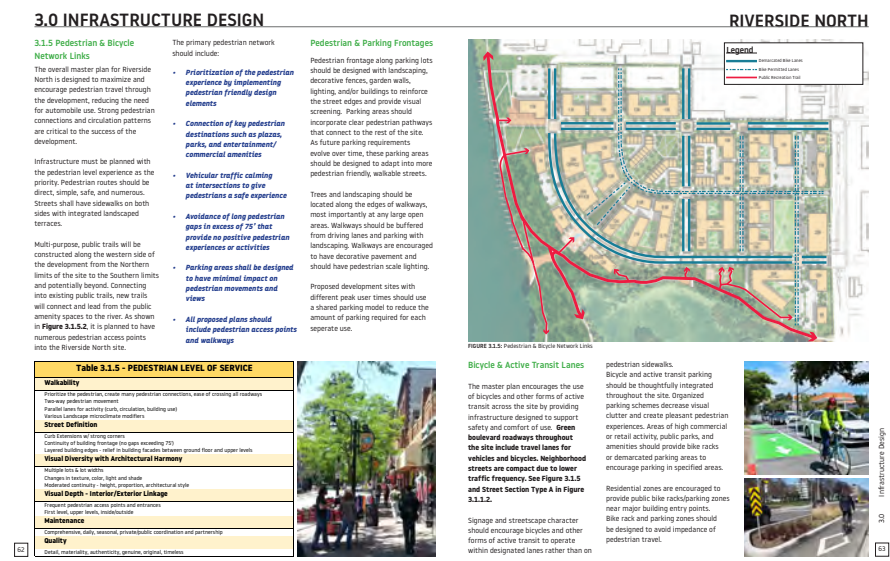 3.0 INFRASTRUCTURE DESIGN
RIVERSIDE NORTH
3.1.5 Pedestrian & Bicycle
Network Links
The overall master plan for Riverside
North is designed to maximize and
encourage pedestrian travel through
the development, reducing the need
for automobile use. Strong pedestrian
connections and circulation patterns
are critical to the success of the
development.
Infrastructure must be planned with
the pedestrian level experience as the
priority. Pedestrian routes should be
direct, simple, safe, and numerous.
Streets shall have sidewalks on both
sides with integrated landscaped
terraces.
Multi-purpose, public trails will be
constructed along the western side of
the development from the Northern
limits of the site to the Southern limits
and potentially beyond. Connecting
into existing public trails, new trails
will connect and lead from the public
amenity spaces to the river. As shown
in Figure 3.1.5.2, it is planned to have
numerous pedestrian access points
into the Riverside North site.
The primary pedestrian network
should include:
• Prioritization of the pedestrian
experience by implementing
pedestrian friendly design
elements
• Connection of key pedestrian
destinations such as plazas,
parks, and entertainment/
commercial amenities
• Vehicular traffic calming
at intersections to give
pedestrians a safe experience
• Avoidance of long pedestrian
gaps in excess of 75' that
provide no positive pedestrian
experiences or activities
• Parking areas shall be designed
to have minimal impact on
pedestrian movements and
views
• All proposed plans should
include pedestrian access points
and walkways
Pedestrian & Parking Frontages
Pedestrian frontage along parking lots
should be designed with landscaping,
decorative fences, garden walls,
lighting, and/or buildings to reinforce
the street edges and provide visual
screening. Parking areas should
incorporate clear pedestrian pathways
that connect to the rest of the site.
As future parking requirements
evolve over time, these parking areas
should be designed to adapt into more
pedestrian friendly, walkable streets.
Trees and landscaping should be
located along the edges of walkways,
most importantly at any large open
areas. Walkways should be buffered
from driving lanes and parking with
landscaping. Walkways are encouraged
to have decorative pavement and
should have pedestrian scale lighting.
Proposed development sites with
different peak user times should use
a shared parking model to reduce the
amount of parking required for each
seperate use.
Table 3.1.5 - PEDESTRIAN LEVEL OF SERVICE
Walkability
Prioritize the pedestrian, create many pedestrian connections, ease of crossing all roadways
Two-way pedestrian movement
Parallel lanes for activity (curb, circulation, building use)
Various Landscape microclimate modifiers
Street Definition
Curb Extensions w/ strong corners
Continuity of building frontage (no gaps exceeding 75')
Layered building edges - relief in building facades between ground floor and upper levels
Visual Diversity with Architectural Harmony
Multiple lots & lot widths
Changes in texture, color, light and shade
Moderated continuity - height, proportion, architectural style
Visual Depth - Interior/Exterior Linkage
Frequent pedestrian access points and entrances
First level, upper levels, inside/outside
Maintenance
Comprehensive, daily, seasonal, private/public coordination and partnership
Quality
Detail, materiality, authenticity, genuine, original, timeless
62
Legend
Demarcated Bike Lanes
Bike Permitted Lanes
Public Recreation Trail
FIGURE 3.1.5: Pedestrian & Bicycle Network Links
Bicycle & Active Transit Lanes
The master plan encourages the use
of bicycles and other forms of active
transit across the site by providing
infrastructure designed to support
safety and comfort of use. Green
boulevard roadways throughout
the site include travel lanes for
vehicles and bicycles. Neighborhood
streets are compact due to lower
traffic frequency. See Figure 3.1.5
and Street Section Type A in Figure
3.1.1.2.
Signage and streetscape character
should encourage bicycles and other
forms of active transit to operate
within designated lanes rather than on
pedestrian sidewalks.
Bicycle and active transit parking
should be thoughtfully integrated
throughout the site. Organized
parking schemes decrease visual
clutter and create pleasant pedestrian
experiences. Areas of high commercial
or retail activity, public parks, and
amenities should provide bike racks
or demarcated parking areas to
encourage parking in specified areas.
Residential zones are encouraged to
provide public bike racks/parking zones
near major building entry points.
Bike rack and parking zones should
be designed to avoid impedance of
pedestrian travel.
3.0 Infrastructure Design
63